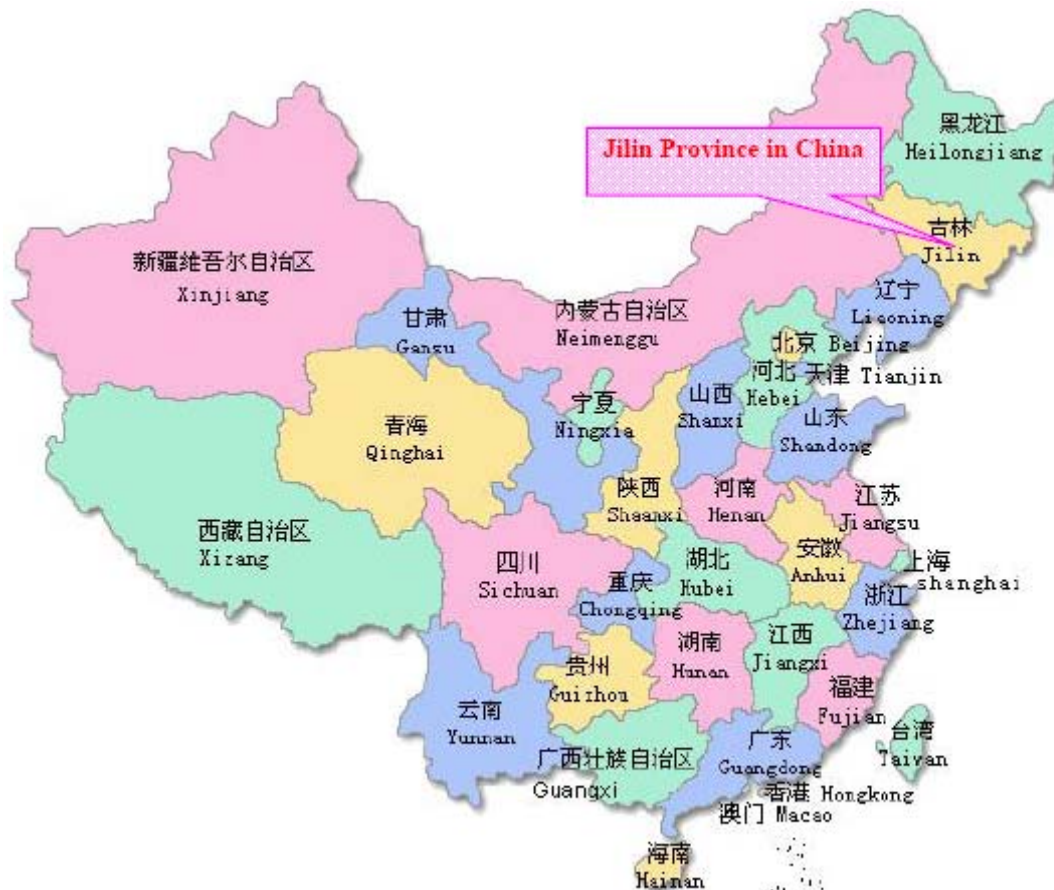 黑龙江
Heilongjiang
Jilin Province in China
吉林
Jilin
新疆维吾尔自治区
Xinjiang
甘肃
Gansu
内蒙古自治区
Neimenggu
辽宁
Liaoning
北京 Beijing
天津 Tianjin
河北
Hebei
山西
Shanxi
宁夏
Ningxia
山东
Shandong
青海
Qinghai
陕西
Shaanxi
河南
Henan
江苏
Jiangsu
西藏自治区
Xizang
四川
Sichuan
重庆
Chongqing
湖北
Hubei
安徽
Anhui
上海
shanghai
浙江
Zhejiang
湖南
Hunan
江西
Jiangxi
贵州
Guizhou
福建
Fujian
云南
Yunnan
广西壮族自治区
Guangxi
广东
Guangdong
台湾
Taiwan
香港 Hongkong
澳门 Macao
海南
Hainan